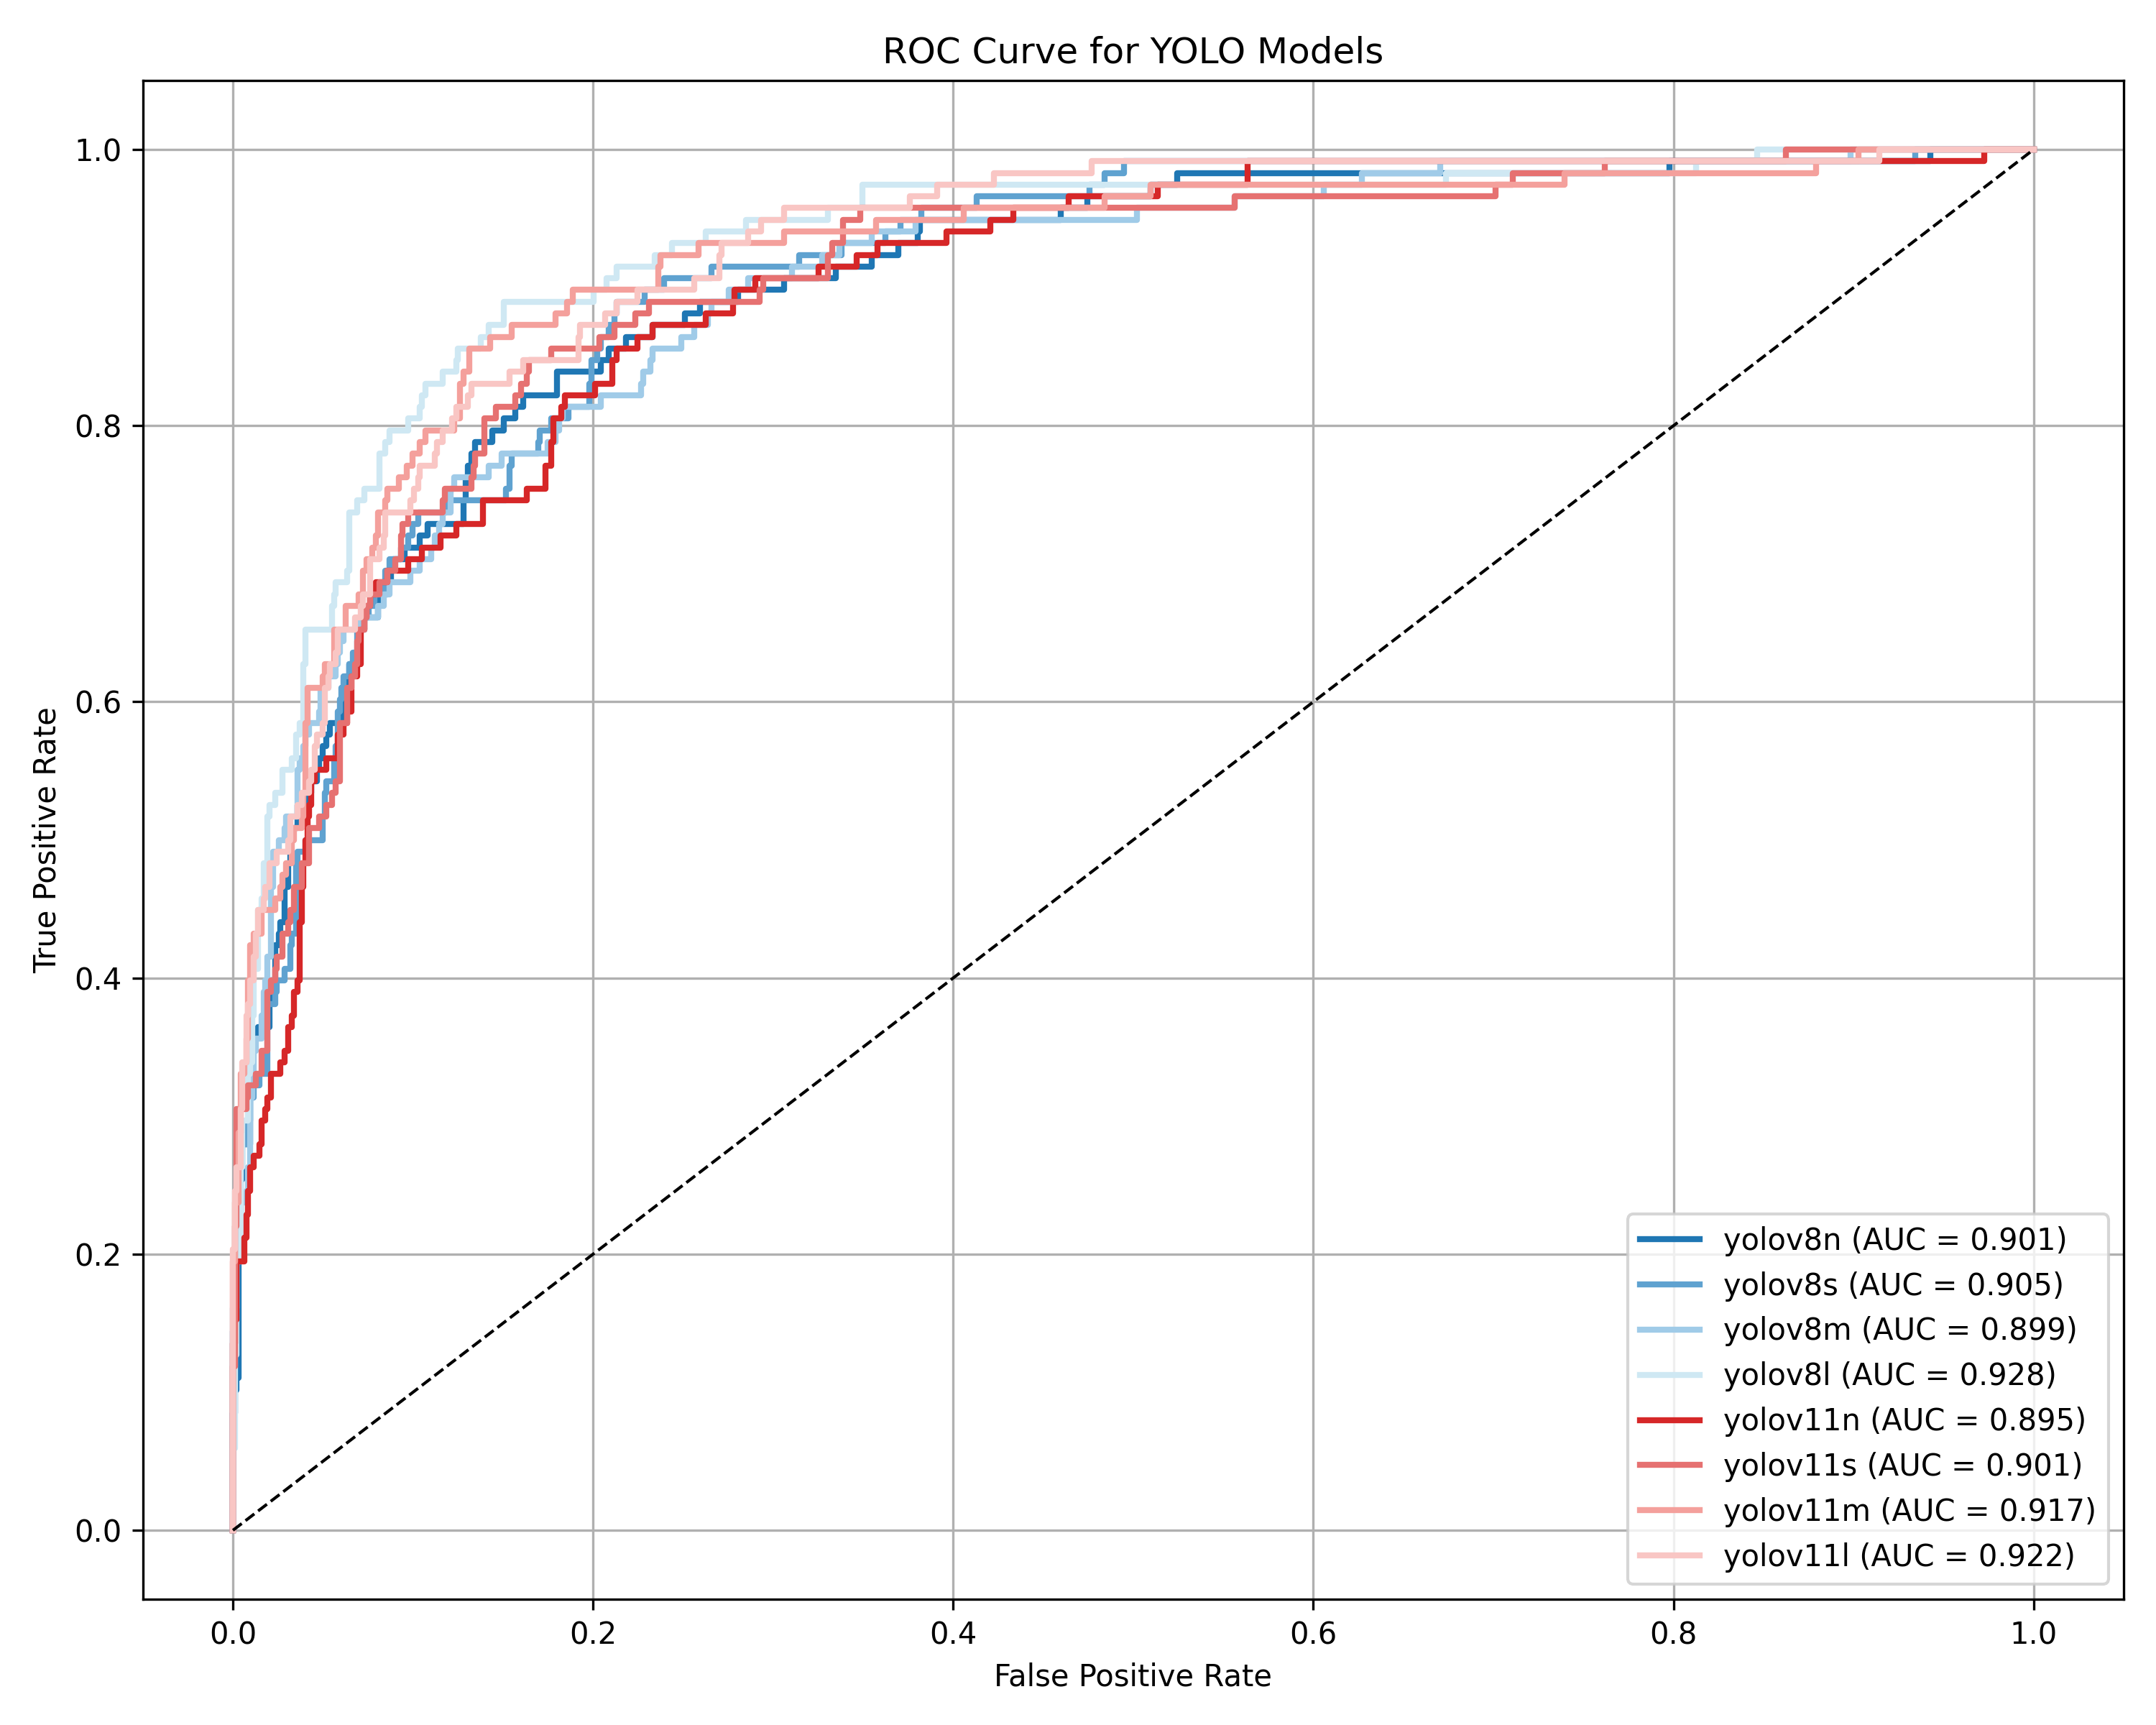 ROC Curve for YOLO Models
True Positive Rate
1.0
0.8
0.6
0.4
0.2
0.0
0.0 0.2 0.4 0.6 0.8 1.0
False Positive Rate
yolov8n (AUC = 0.901)
yolov8s (AUC = 0.905)
yolov8m (AUC = 0.899)
yolov8l (AUC = 0.928)
yolov11n (AUC = 0.895)
yolov11s (AUC = 0.901)
yolov11m (AUC = 0.917)
yolov11l (AUC = 0.922)